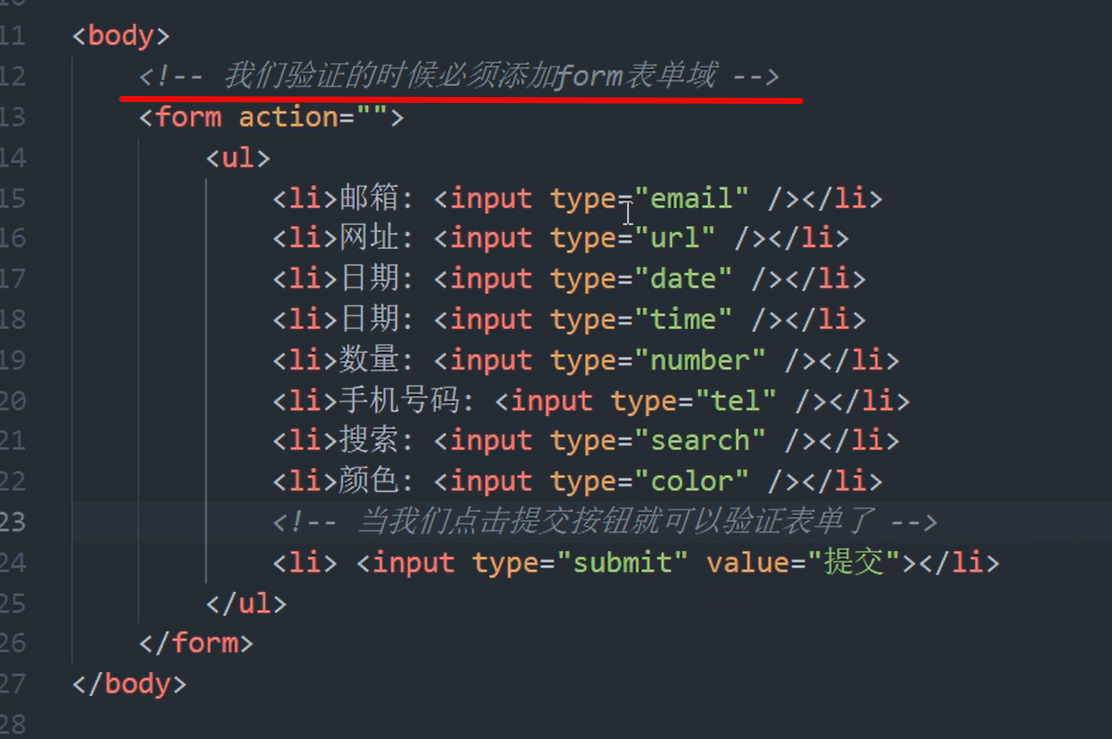 11 <body>
12 <!-- 我们验证的时候必须添加form表单域 -->
13 <form action="">
14 <ul>
15 <li>邮箱: <input type="email" /></li>
16 <li>网址: <input type="url" /></li>
17 <li>日期: <input type="date" /></li>
18 <li>日期: <input type="time" /></li>
19 <li>数量: <input type="number" /></li>
20 <li>手机号码: <input type="tel" /></li>
21 <li>搜索: <input type="search" /></li>
22 <li>颜色: <input type="color" /></li>
23 <!-- 当我们点击提交按钮就可以验证表单了 -->
24 <li> <input type="submit" value="提交"></li>
25 </ul>
26 </form>
27 </body>
28